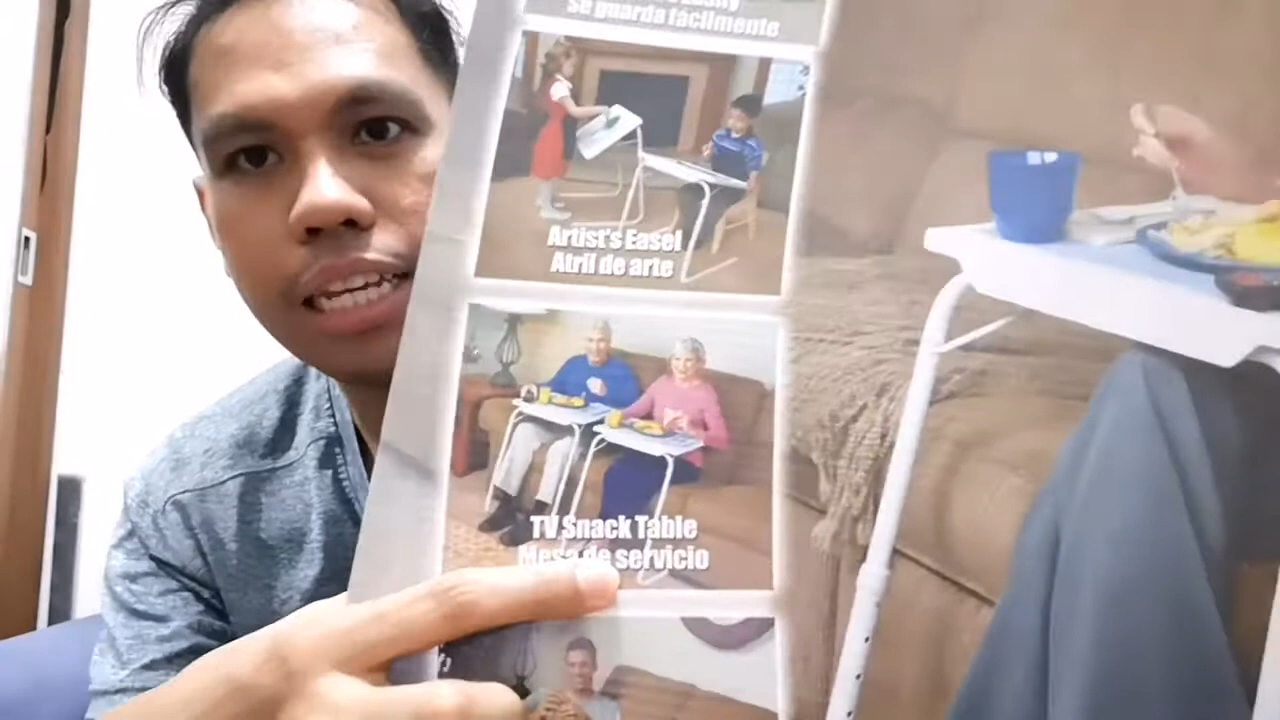 se guarda fácilmente
Artist's Easel
Atril de arte
TV Snack Table
Mesa de servicio